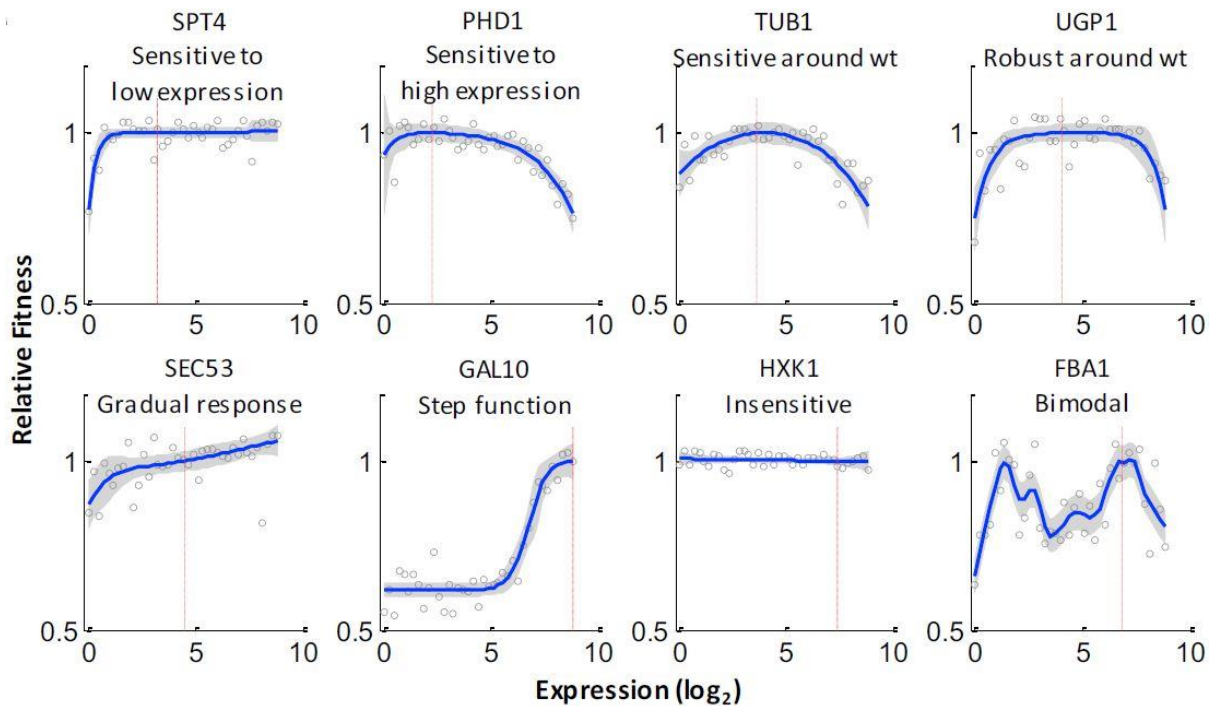 SPT4
Sensitive to
low expression
PHD1
Sensitive to
high expression
TUB1
Sensitive around wt
UGP1
Robust around wt
1
0.5
0 5 10
1
0.5
0 5 10
1
0.5
0 5 10
1
0.5
0 5 10
Relative Fitness
SEC53
Gradual response
GAL10
Step function
HXK1
Insensitive
FBA1
Bimodal
1
0.5
0 5 10
1
0.5
0 5 10
1
0.5
0 5 10
1
0.5
0 5 10
Expression (log₂)